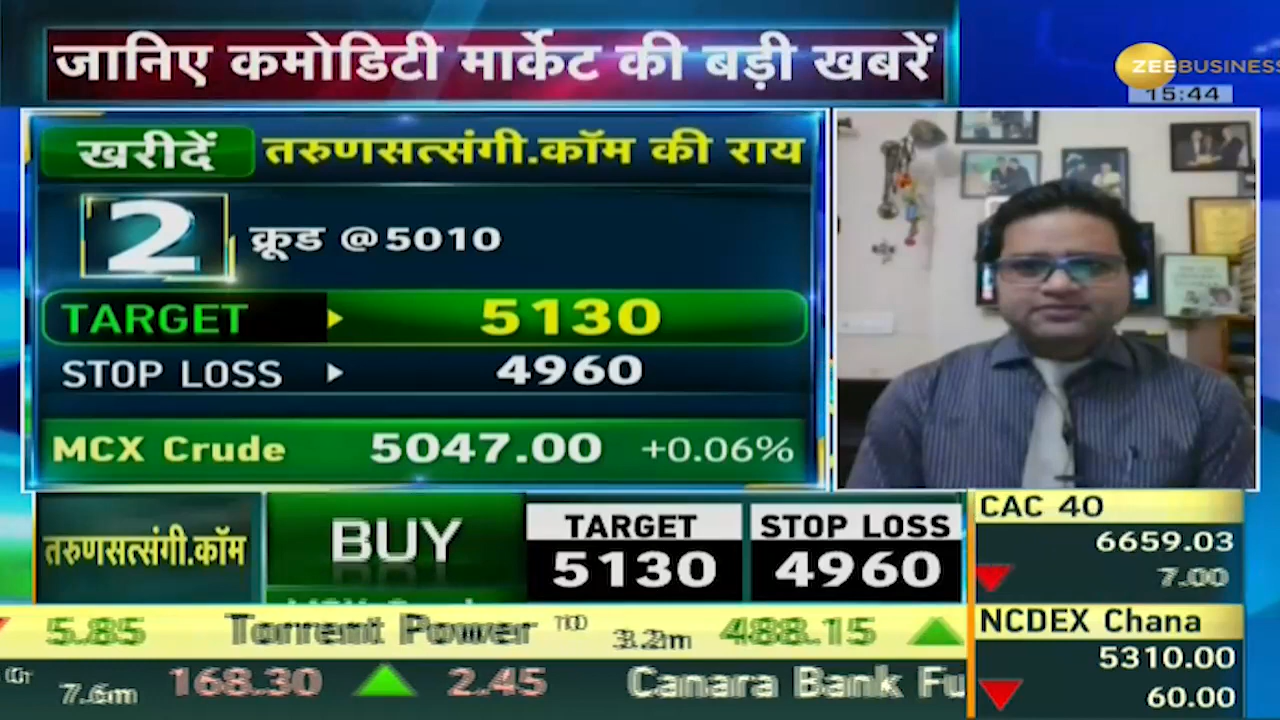 जानिए कमोडिटी मार्केट की बड़ी खबरें
ZEEBUSINESS
15:44
खरीदें तरुणसत्संगी.कॉम की राय
2 क्रूड @5010
TARGET 5130
STOP LOSS 4960
MCX Crude 5047.00 +0.06%
तरुणसत्संगी.कॉम BUY TARGET 5130 STOP LOSS 4960
CAC 40
6659.03
7.00
NCDEX Chana
5310.00
60.00
5.85 Torrent Power 3.2m 488.15
7.6m 168.30 2.45 Canara Bank Fu